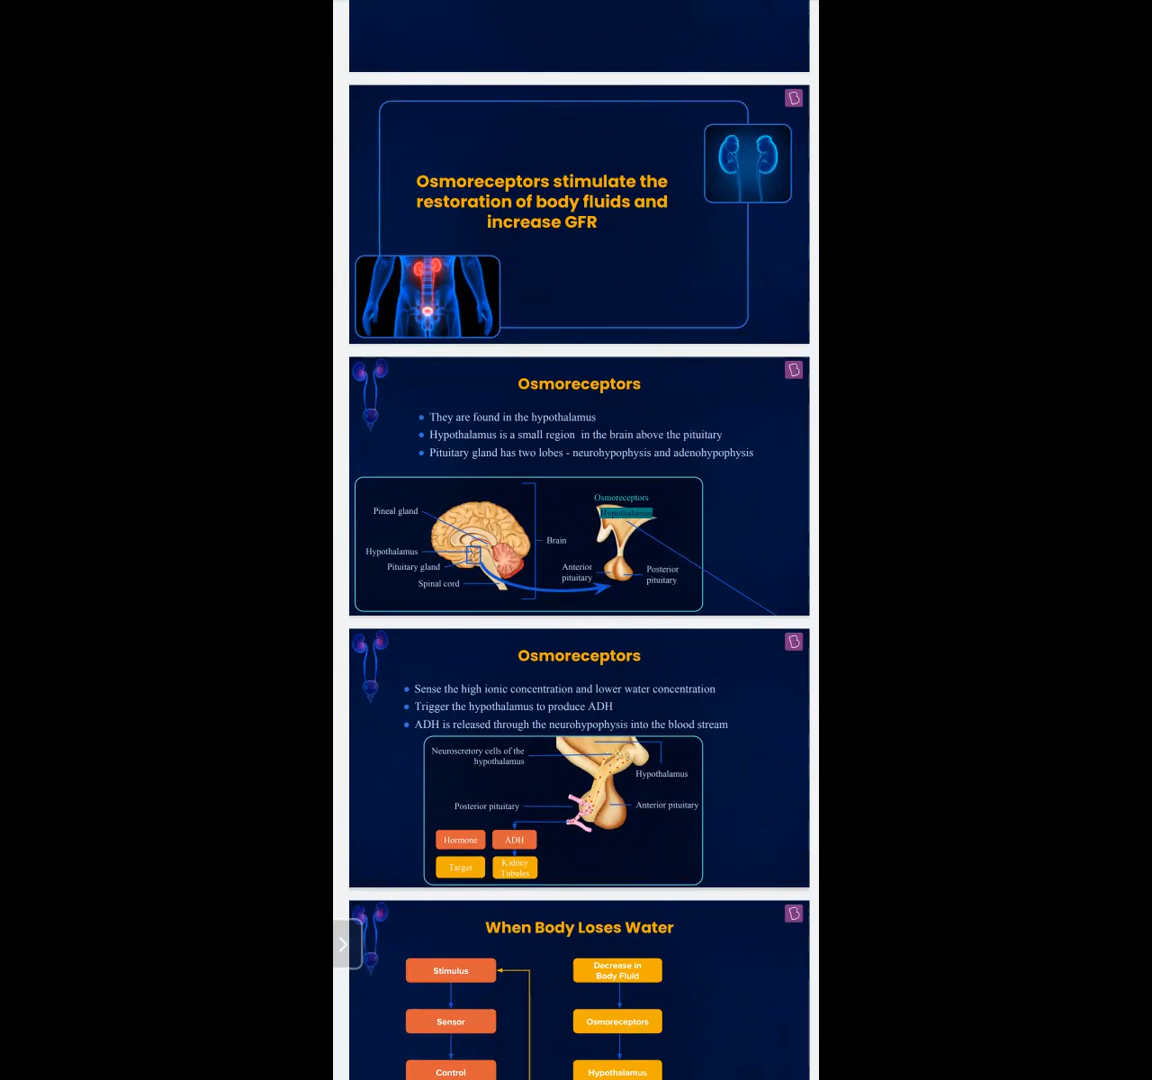 Osmoreceptors stimulate the
restoration of body fluids and
increase GFR
Osmoreceptors
They are found in the hypothalamus
Hypothalamus is a small region in the brain above the pituitary
Pituitary gland has two lobes - neurohypophysis and adenohypophysis
Osmoreceptors
Pineal gland
Hypothalamus
Brain
Hypothalamus
Pituitary gland
Anterior
pituitary
Posterior
pituitary
Spinal cord
Osmoreceptors
Sense the high ionic concentration and lower water concentration
Trigger the hypothalamus to produce ADH
ADH is released through the neurohypophysis into the blood stream
Neuroscretory cells of the
hypothalamus
Hypothalamus
Posterior pituitary
Anterior pituitary
Hormone
ADH
Target
Kidney
Tubules
When Body Loses Water
Stimulus
Decrease in
Body Fluid
Sensor
Osmoreceptors
Control
Hypothalamus